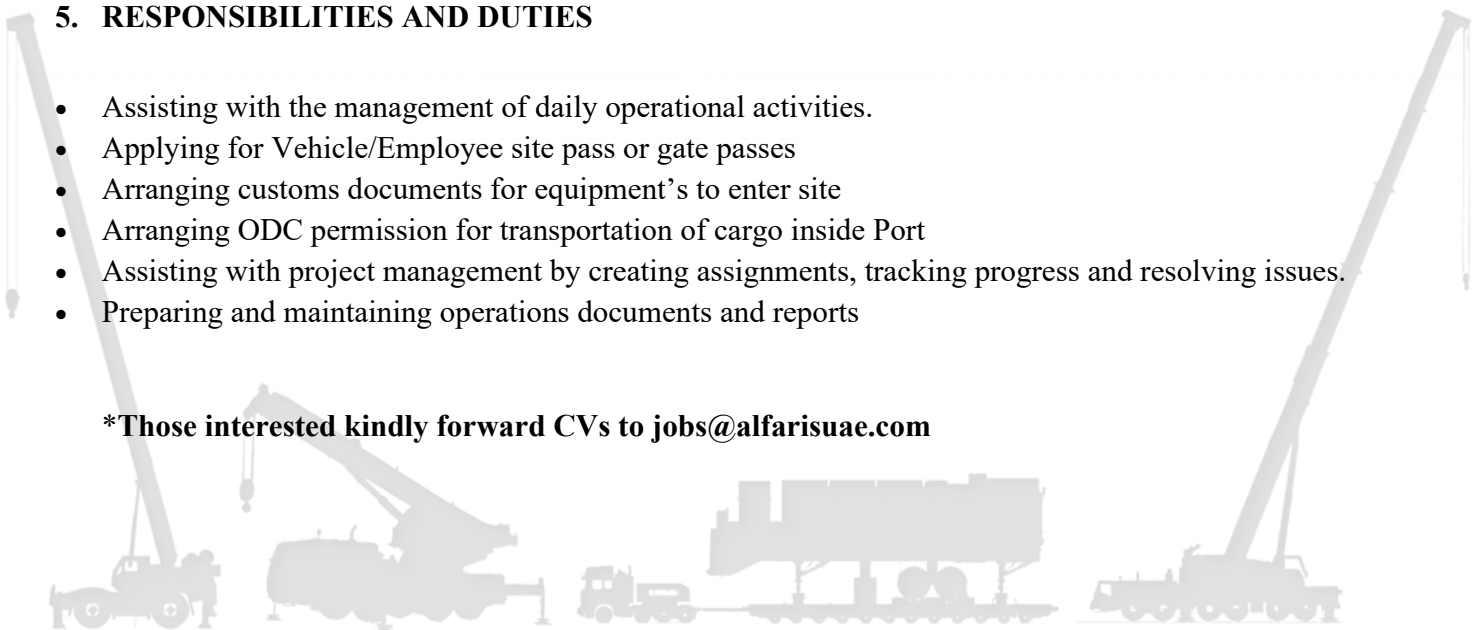 5. RESPONSIBILITIES AND DUTIES
• Assisting with the management of daily operational activities.
• Applying for Vehicle/Employee site pass or gate passes
• Arranging customs documents for equipment’s to enter site
• Arranging ODC permission for transportation of cargo inside Port
• Assisting with project management by creating assignments, tracking progress and resolving issues.
• Preparing and maintaining operations documents and reports
*Those interested kindly forward CVs to jobs@alfarisuae.com